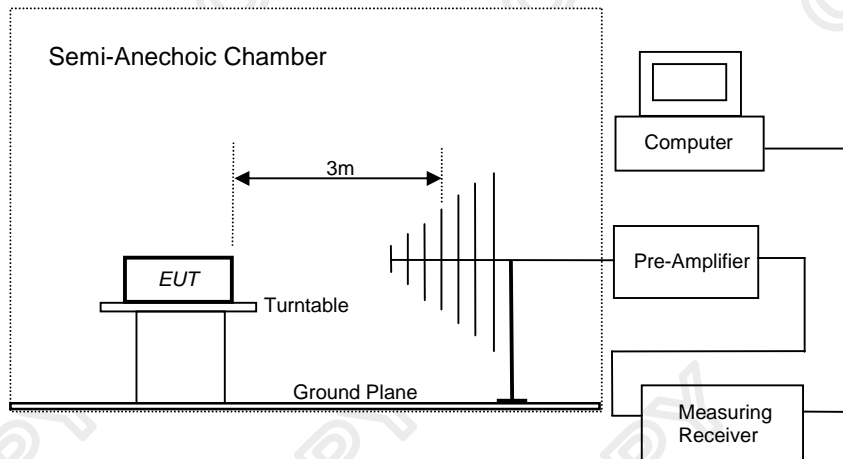 Semi-Anechoic Chamber
Computer
3m
Pre-Amplifier
EUT
Turntable
Ground Plane
Measuring
Receiver